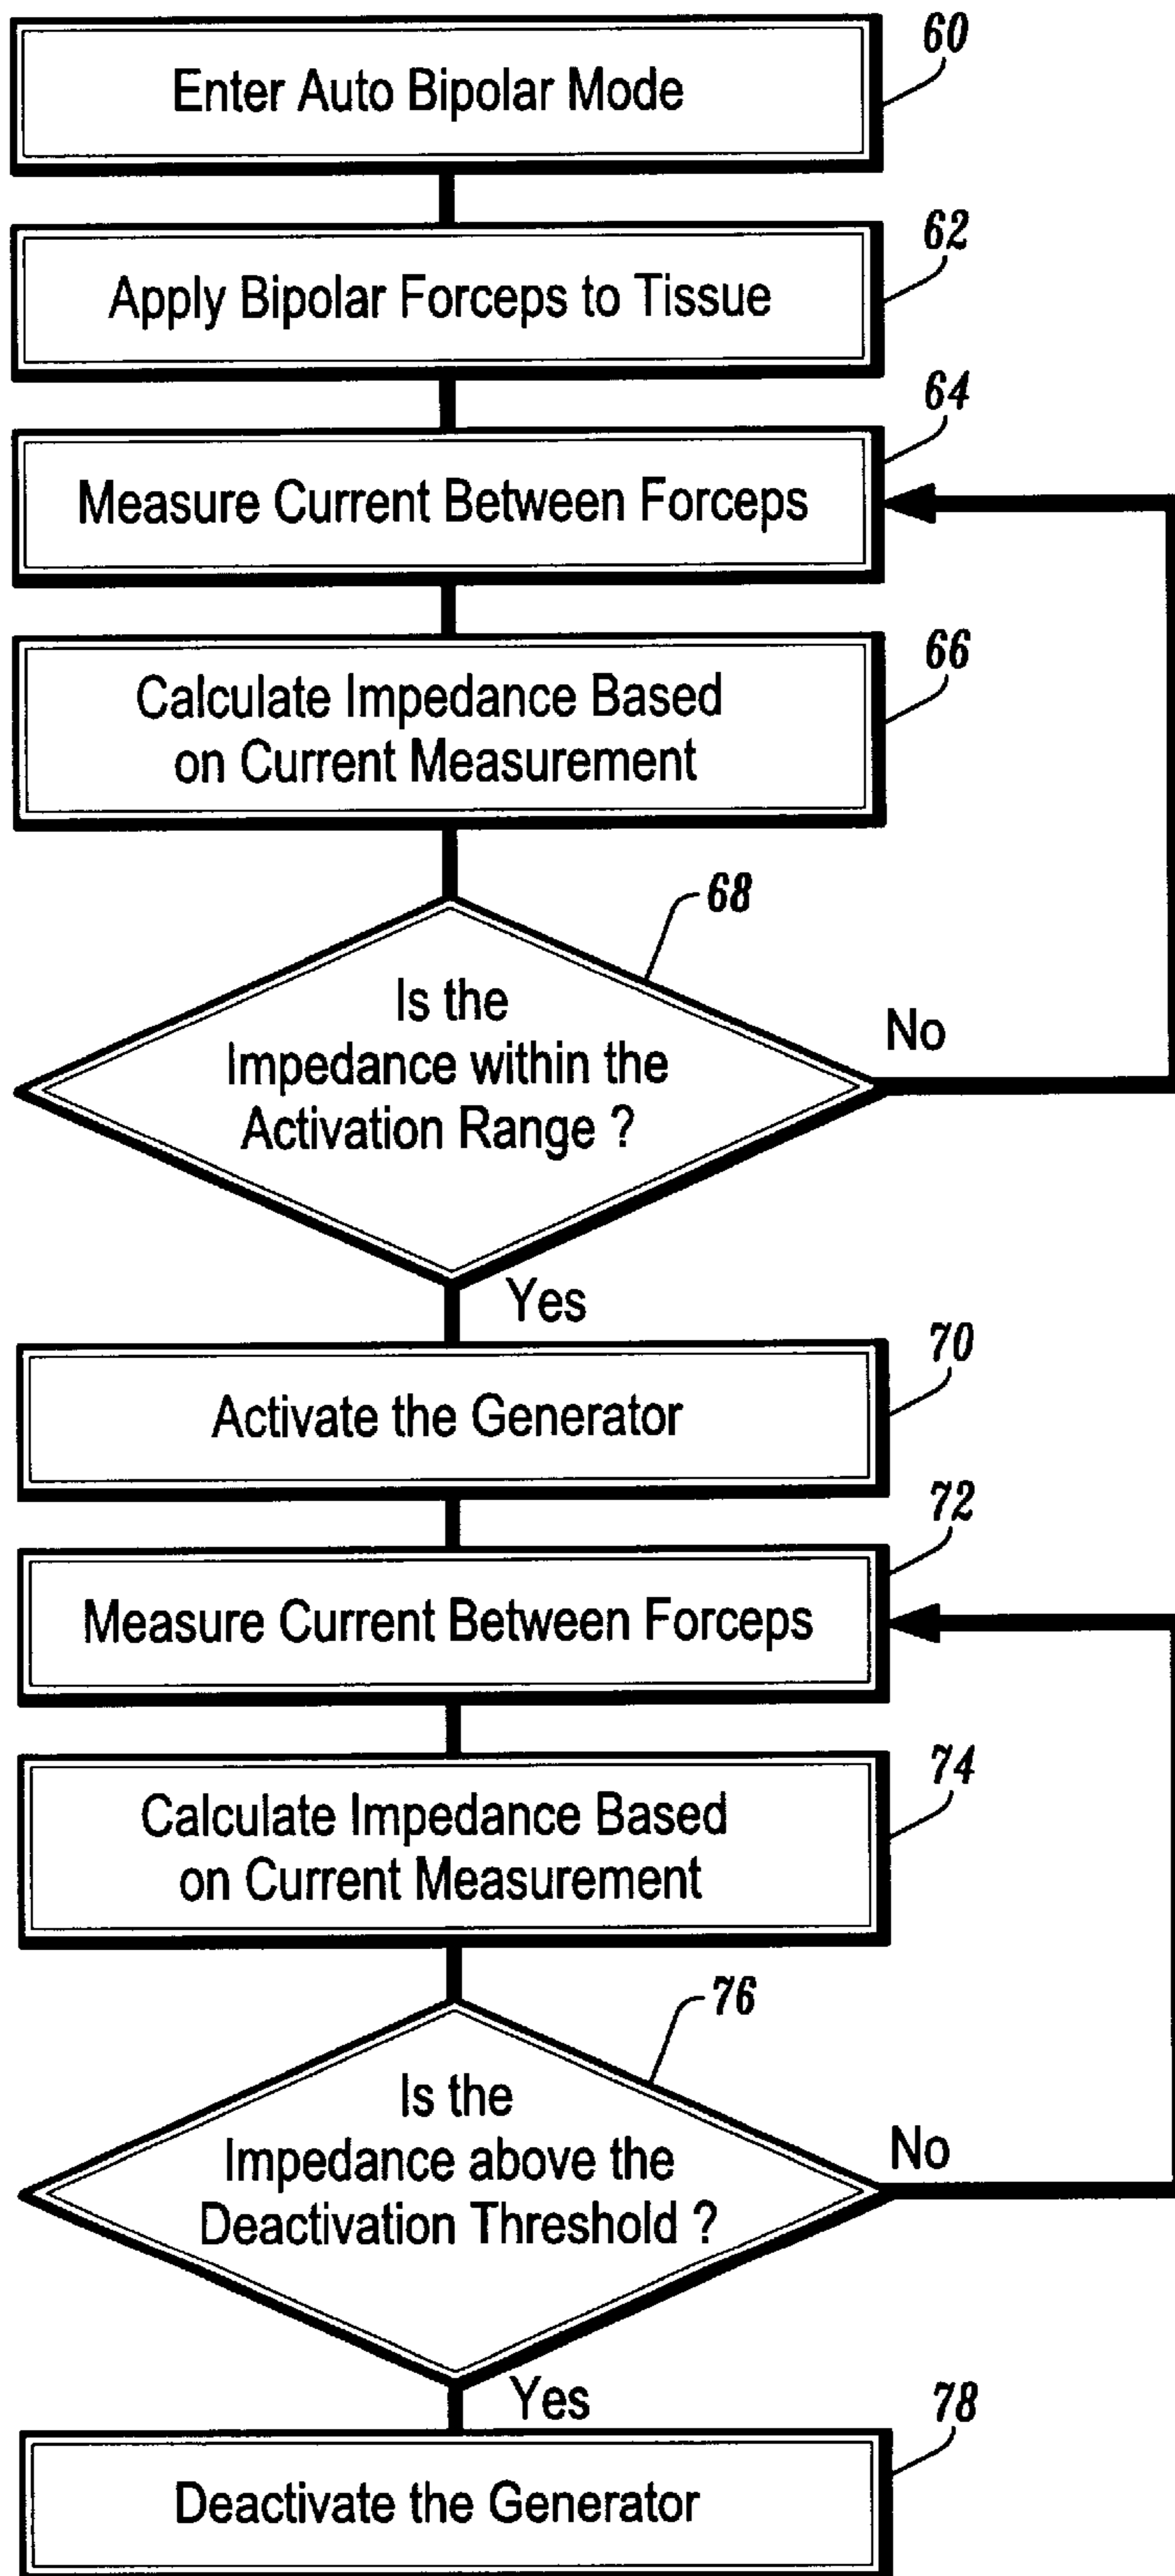 60
Enter Auto Bipolar Mode
62
Apply Bipolar Forceps to Tissue
64
Measure Current Between Forceps
66
Calculate Impedance Based
on Current Measurement
68
Is the
Impedance within the
Activation Range ?
No
Yes
70
Activate the Generator
72
Measure Current Between Forceps
74
Calculate Impedance Based
on Current Measurement
76
Is the
Impedance above the
Deactivation Threshold ?
No
Yes
78
Deactivate the Generator